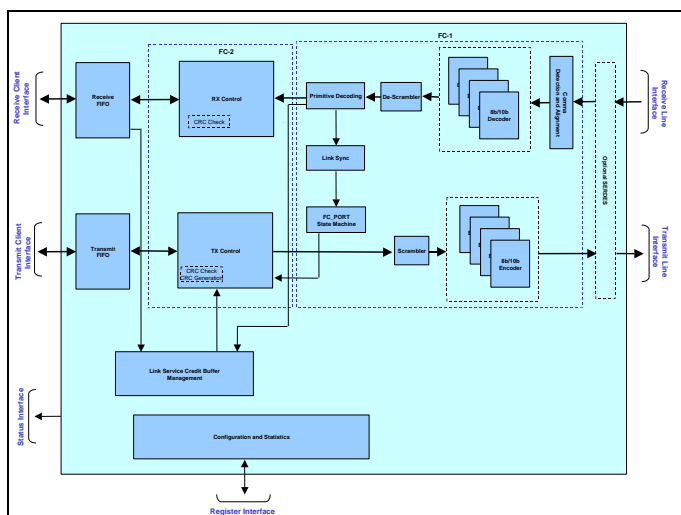 FC-1
FC-2
Receive Client
Interface
Receive
FIFO
RX Control
CRC Check
Primitive Decoding
De-Scrambler
8b/10b
Decoder
Comma
Detection and Alignment
Optional SERDES
Receive Line
Interface
Link Sync
FC_PORT
State Machine
Transmit Client
Interface
Transmit
FIFO
TX Control
CRC Check
CRC Generation
Scrambler
8b/10b
Encoder
Transmit Line
Interface
Link Service Credit Buffer
Management
Status Interface
Configuration and Statistics
Register Interface